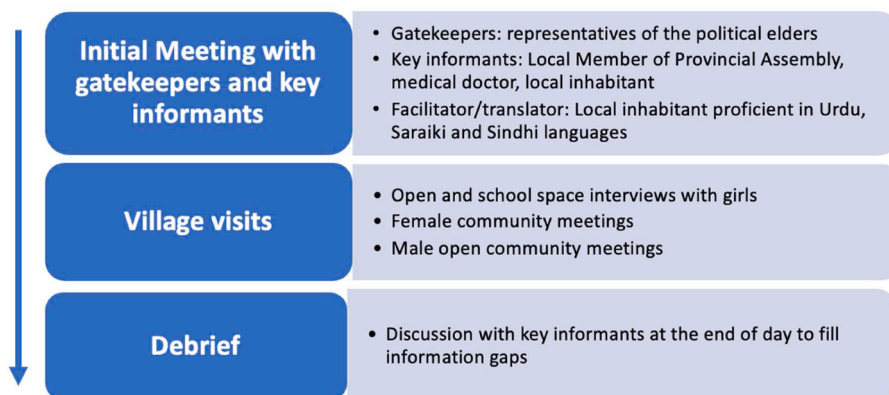 Initial Meeting with
gatekeepers and key
informants
• Gatekeepers: representatives of the political elders
• Key informants: Local Member of Provincial Assembly,
medical doctor, local inhabitant
• Facilitator/translator: Local inhabitant proficient in Urdu,
Saraiki and Sindhi languages
Village visits
• Open and school space interviews with girls
• Female community meetings
• Male open community meetings
Debrief
• Discussion with key informants at the end of day to fill
information gaps